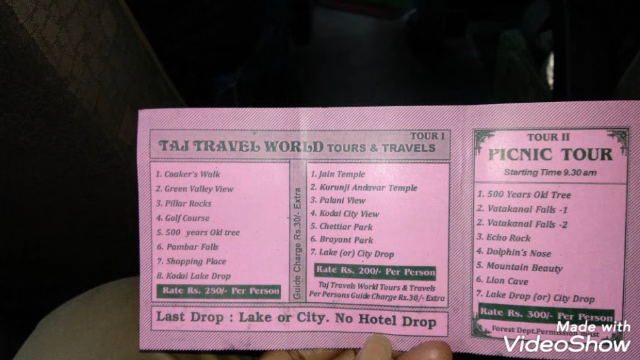 TOUR I
TAJ TRAVEL WORLD TOURS & TRAVELS
1. Coaker's Walk
2. Green Valley View
3. Pillar Rocks
4. Golf Course
5. 500 years Old tree
6. Pambar Falls
7. Shopping Place
8. Kodai Lake Drop
Rate Rs. 250/- Per Person
Guide Charge Rs.30/- Extra
1. Jain Temple
2. Kurunji Andavar Temple
3. Palani View
4. Kodai City View
5. Chettiar Park
6. Brayant Park
7. Lake (or) City Drop
Rate Rs. 200/- Per Person
Taj Travels World Tours & Travels
Per Persons Guide Charge Rs.30/- Extra
Last Drop : Lake or City. No Hotel Drop
TOUR II
PICNIC TOUR
Starting Time 9.30 am
1. 500 Years Old Tree
2. Vatakanal Falls -1
2. Vatakanal Falls -2
3. Echo Rock
4. Dolphin's Nose
5. Mountain Beauty
6. Lion Cave
7. Lake Drop (or) City Drop
Rate Rs. 300/- Per Person
Forest Dept. Permission
Made with
VideoShow